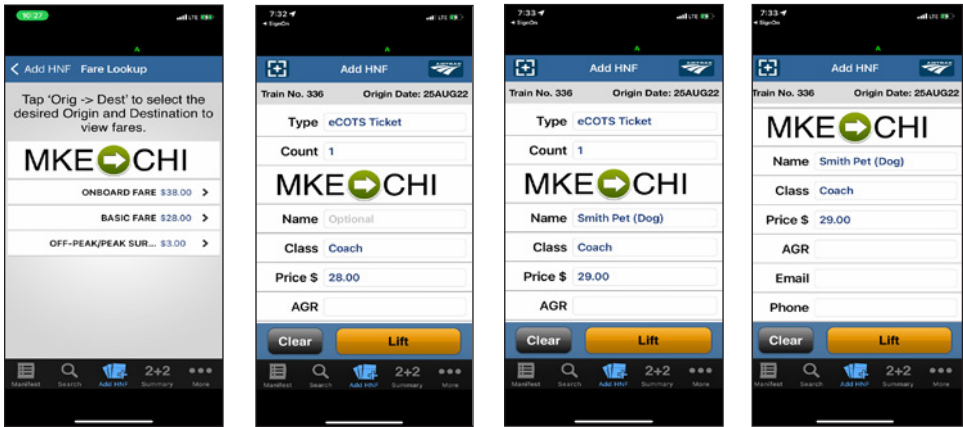 10:27
LTE
A
Add HNF Fare Lookup
Tap 'Orig -> Dest' to select the
desired Origin and Destination to
view fares.
MKE CHI
ONBOARD FARE $38.00 >
BASIC FARE $28.00 >
OFF-PEAK/PEAK SUR... $3.00 >
Manifest Search Add HNF Summary More
2+2
7:32
LTE
SignOn
A
Add HNF
AMTRAK
Train No. 336 Origin Date: 25AUG22
Type eCOTS Ticket
Count 1
MKE CHI
Name Optional
Class Coach
Price $ 28.00
AGR
Clear Lift
2+2
Manifest Search Add HNF Summary More
7:33
LTE
SignOn
A
Add HNF
AMTRAK
Train No. 336 Origin Date: 25AUG22
Type eCOTS Ticket
Count 1
MKE CHI
Name Smith Pet (Dog)
Class Coach
Price $ 29.00
AGR
Clear Lift
2+2
Manifest Search Add HNF Summary More
7:33
LTE
SignOn
A
Add HNF
AMTRAK
Train No. 336 Origin Date: 25AUG22
MKE CHI
Name Smith Pet (Dog)
Class Coach
Price $ 29.00
AGR
Email
Phone
Clear Lift
2+2
Manifest Search Add HNF Summary More